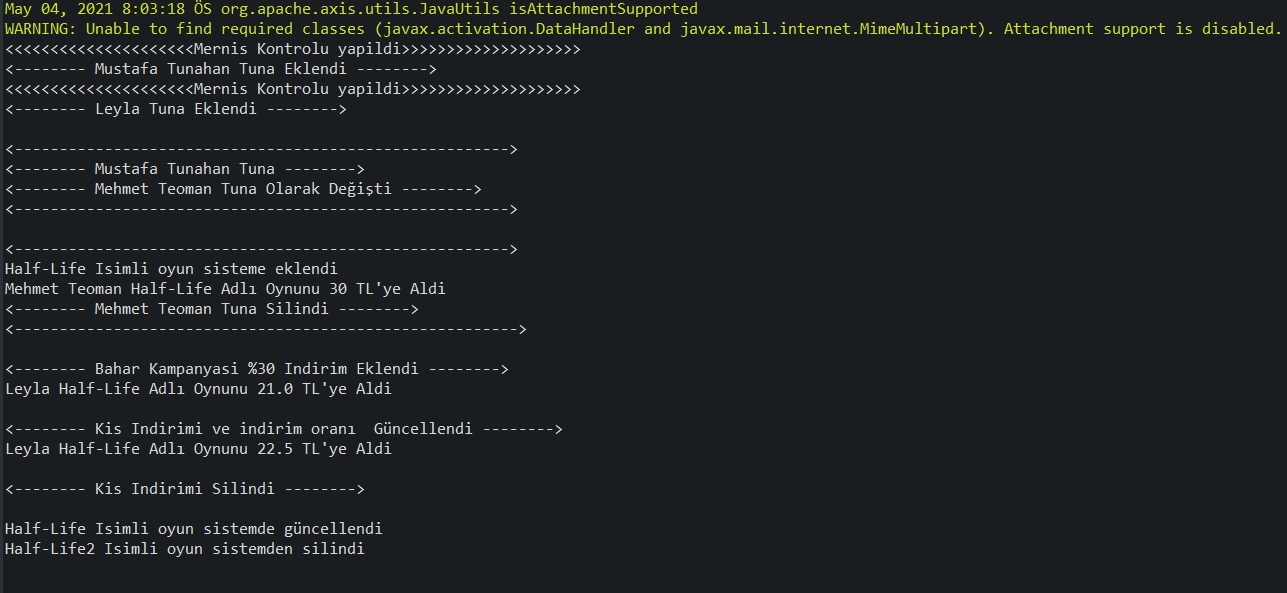 May 04, 2021 8:03:18 ÖS org.apache.axis.utils.JavaUtils isAttachmentSupported
WARNING: Unable to find required classes (javax.activation.DataHandler and javax.mail.internet.MimeMultipart). Attachment support is disabled.
<<<<<<<<<<<<<<<<<<<<<Mernis Kontrolu yapildi>>>>>>>>>>>>>>>>>>>>
<-------- Mustafa Tunahan Tuna Eklendi -------->
<<<<<<<<<<<<<<<<<<<<<Mernis Kontrolu yapildi>>>>>>>>>>>>>>>>>>>>
<-------- Leyla Tuna Eklendi -------->
<------------------------------------------------------->
<-------- Mustafa Tunahan Tuna -------->
<-------- Mehmet Teoman Tuna Olarak Değişti -------->
<------------------------------------------------------->
<------------------------------------------------------->
Half-Life Isimli oyun sisteme eklendi
Mehmet Teoman Half-Life Adlı Oynunu 30 TL'ye Aldi
<-------- Mehmet Teoman Tuna Silindi -------->
<-------------------------------------------------------->
<-------- Bahar Kampanyasi %30 Indirim Eklendi -------->
Leyla Half-Life Adlı Oynunu 21.0 TL'ye Aldi
<-------- Kis Indirimi ve indirim oranı  Güncellendi -------->
Leyla Half-Life Adlı Oynunu 22.5 TL'ye Aldi
<-------- Kis Indirimi Silindi -------->
Half-Life Isimli oyun sistemde güncellendi
Half-Life2 Isimli oyun sistemden silindi